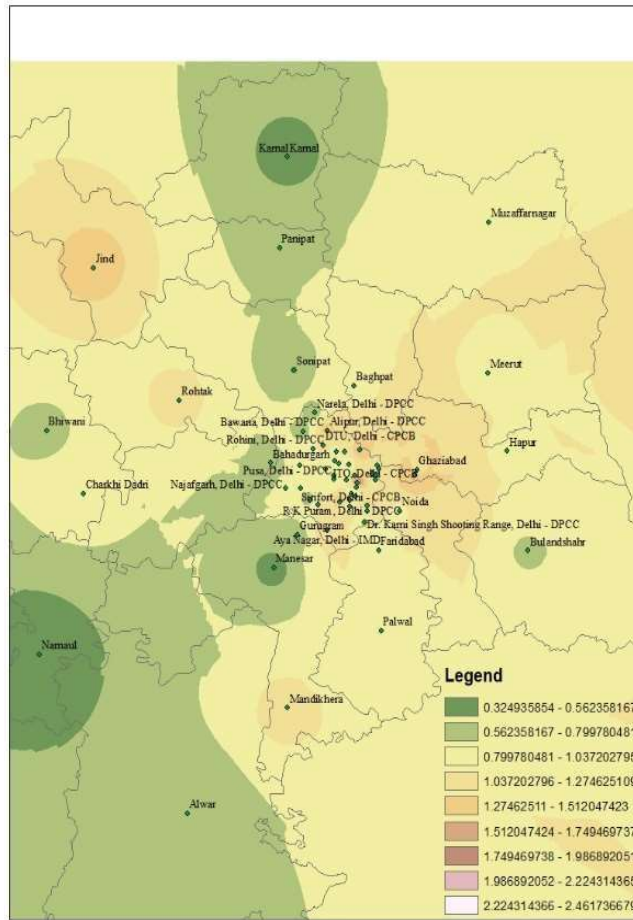 Karnal Karnal
Muzaffarnagar
Panipat
Jind
Meerut
Sonipat
Baghpat
Rohtak
Narela, Delhi - DPCC
Bawana, Delhi - DPCC
Alipur, Delhi - DPCC
Bhiwani
Rohini, Delhi - DPCC
DTU, Delhi - CPCB
Hapur
Bahadurgarh
Ghaziabad
Pusa, Delhi - DPCC
ITO, Delhi - CPCB
Najafgarh, Delhi - DPCC
Charkhi Dadri
Sirifort, Delhi - CPCB
Noida
R K Puram, Delhi - DPCC
Gurugram
Dr. Karni Singh Shooting Range, Delhi - DPCC
Aya Nagar, Delhi - IMD
Faridabad
Bulandshahr
Manesar
Palwal
Narnaul
Legend
Mandikhera
0.324935854 - 0.562358167
0.562358167 - 0.799780481
0.799780481 - 1.037202795
1.037202796 - 1.274625109
1.27462511 - 1.512047423
1.512047424 - 1.749469737
1.749469738 - 1.986892051
1.986892052 - 2.224314365
2.224314366 - 2.461736679
Alwar